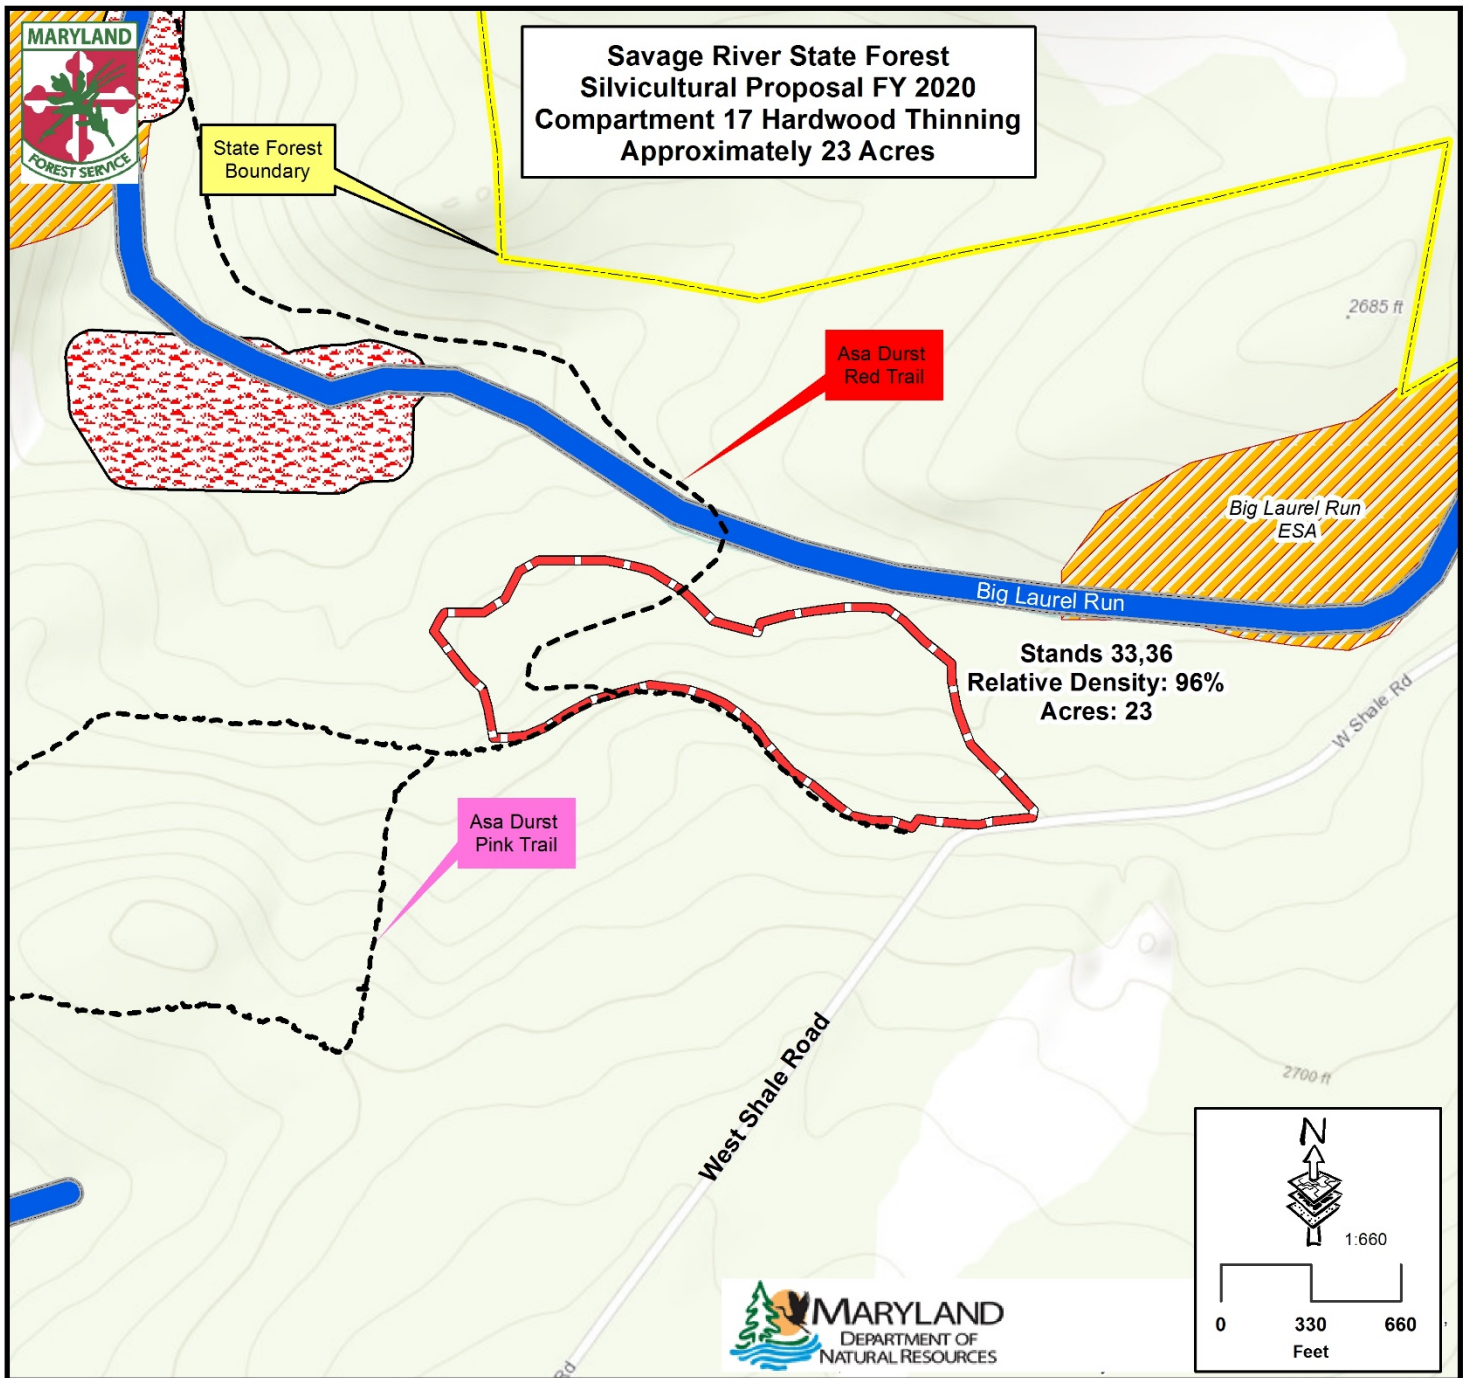 MARYLAND
FOREST SERVICE
Savage River State Forest
Silvicultural Proposal FY 2020
Compartment 17 Hardwood Thinning
Approximately 23 Acres
State Forest
Boundary
2685 ft
Asa Durst
Red Trail
Big Laurel Run
ESA
Big Laurel Run
Stands 33,36
Relative Density: 96%
Acres: 23
W Shale Rd
Asa Durst
Pink Trail
West Shale Road
2700 ft
N
1:660
0 330 660
Feet
MARYLAND
DEPARTMENT OF
NATURAL RESOURCES
Rd